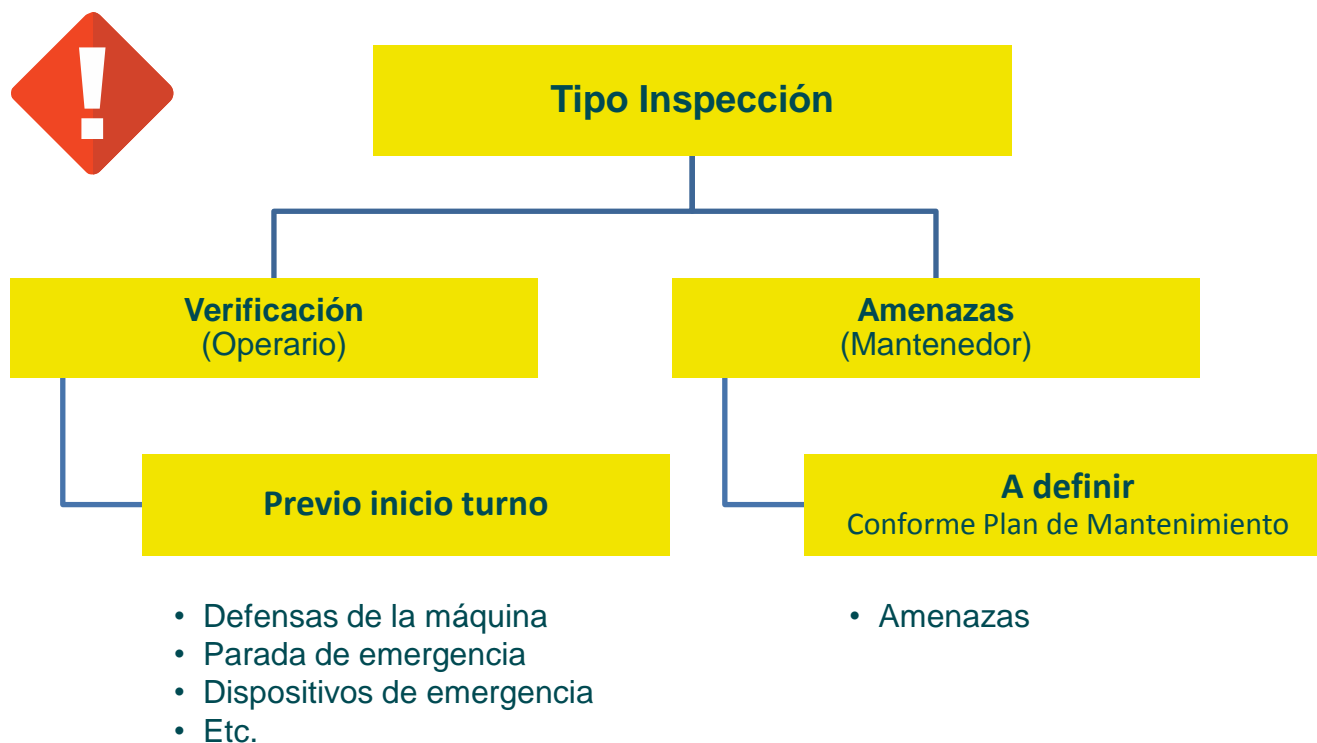 !
Tipo Inspección
Verificación
(Operario)
Amenazas
(Mantenedor)
Previo inicio turno
A definir
Conforme Plan de Mantenimiento
• Defensas de la máquina
• Parada de emergencia
• Dispositivos de emergencia
• Etc.
• Amenazas